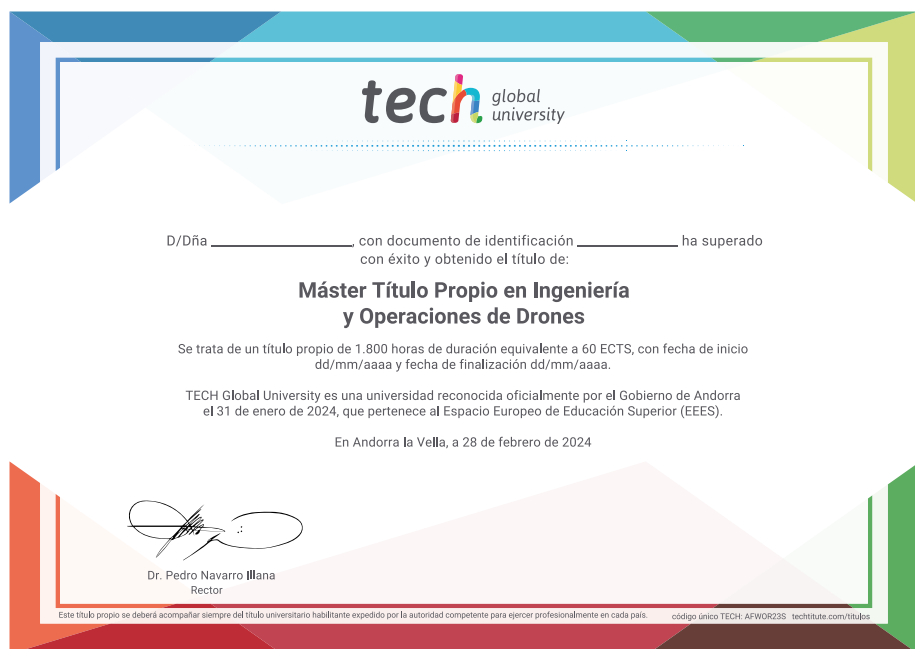 tech global university
D/Dña ____________________, con documento de identificación ______________ ha superado
con éxito y obtenido el título de:
Máster Título Propio en Ingeniería
y Operaciones de Drones
Se trata de un título propio de 1.800 horas de duración equivalente a 60 ECTS, con fecha de inicio
dd/mm/aaaa y fecha de finalización dd/mm/aaaa.
TECH Global University es una universidad reconocida oficialmente por el Gobierno de Andorra
el 31 de enero de 2024, que pertenece al Espacio Europeo de Educación Superior (EEES).
En Andorra la Vella, a 28 de febrero de 2024
Dr. Pedro Navarro Illana
Rector
Este título propio se deberá acompañar siempre del título universitario habilitante expedido por la autoridad competente para ejercer profesionalmente en cada país.
código único TECH: AFWOR23S techtitute.com/titulos